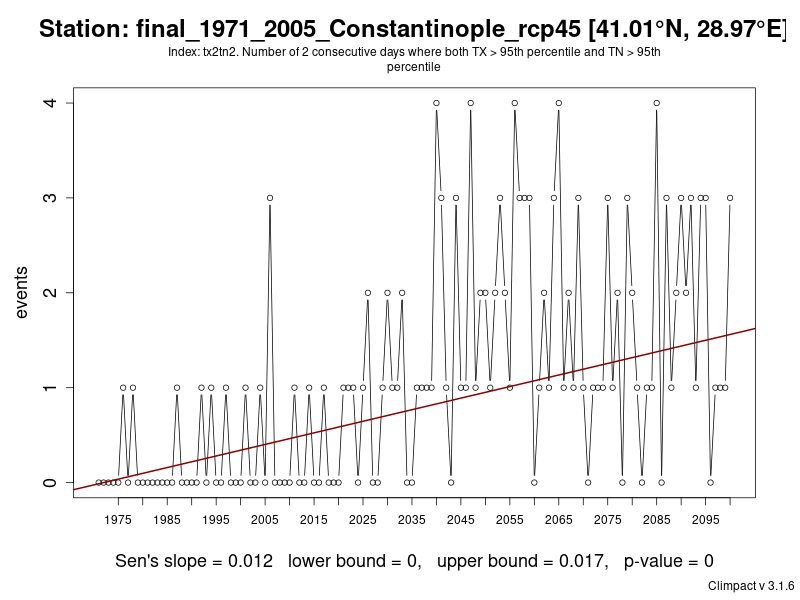 Station: final_1971_2005_Constantinople_rcp45 [41.01°N, 28.97°E]
Index: tx2tn2. Number of 2 consecutive days where both TX > 95th percentile and TN > 95th
percentile
events
4
3
2
1
0
1975 1985 1995 2005 2015 2025 2035 2045 2055 2065 2075 2085 2095
Sen's slope = 0.012 lower bound = 0, upper bound = 0.017, p-value = 0
Climpact v 3.1.6